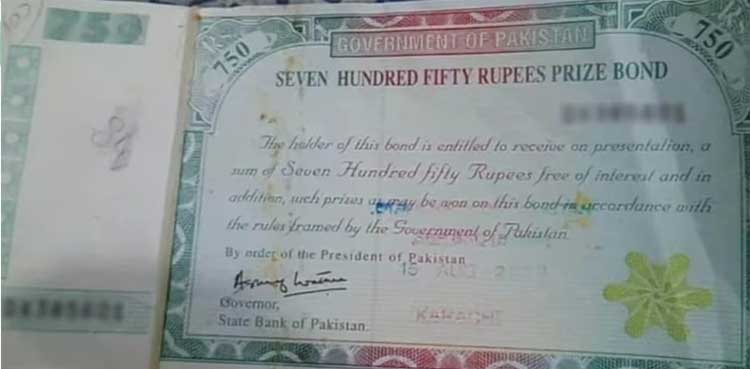 750
GOVERNMENT OF PAKISTAN
750
750
SEVEN HUNDRED FIFTY RUPEES PRIZE BOND
The holder of this bond is entitled to receive on presentation, a
sum of Seven Hundred fifty Rupees free of interest and in
addition, such prizes as may be won on this bond in accordance with
the rules framed by the Government of Pakistan.
By order of the President of Pakistan
15
Governor,
State Bank of Pakistan.
KARACHI